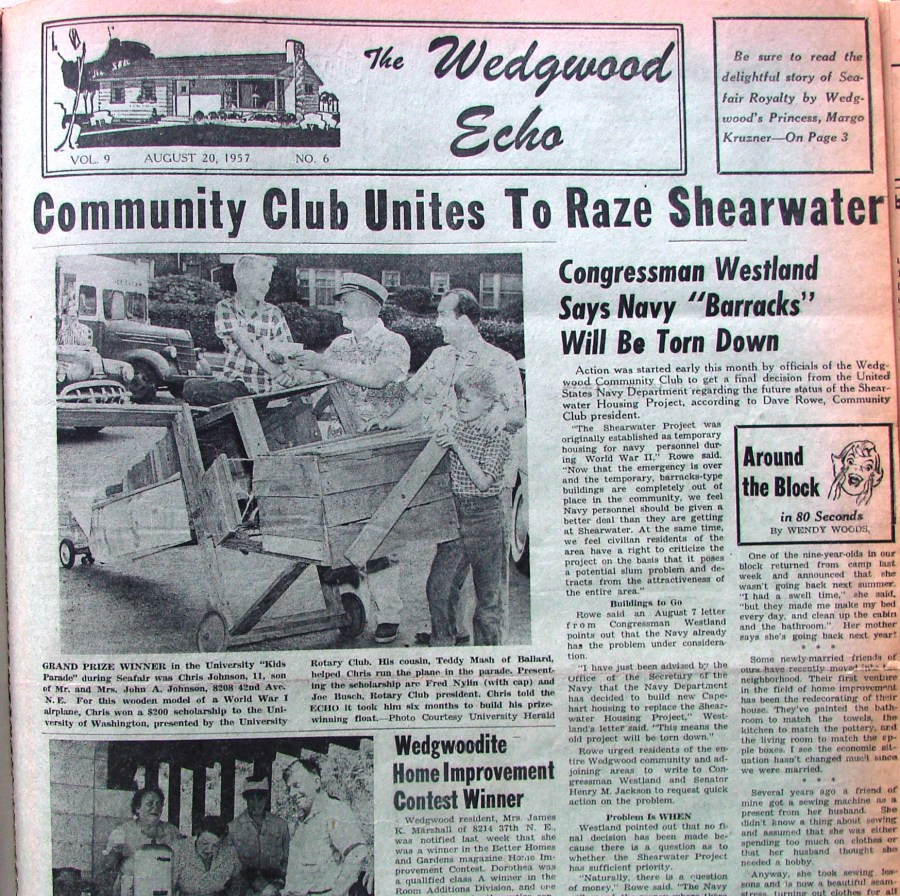 The Wedgwood
Echo
VOL. 9 AUGUST 20, 1957 NO. 6
Be sure to read the
delightful story of Sea-
fair Royalty by Wedg-
wood's Princess, Margo
Kruzner—On Page 3
Community Club Unites To Raze Shearwater
GRAND PRIZE WINNER in the University "Kids
Parade" during Seafair was Chris Johnson, 11, son
of Mr. and Mrs. John A. Johnson, 8208 42nd Ave.
N. E. For this wooden model of a World War I
airplane, Chris won a $200 scholarship to the Uni-
versity of Washington, presented by the University
Rotary Club. His cousin, Teddy Mash of Ballard,
helped Chris run the plane in the parade. Present-
ing the scholarship are Fred Nylin (with cap) and
Joe Busch, Rotary Club president. Chris told the
ECHO it took him six months to build his prize-
winning float.—Photo Courtesy University Herald
Wedgwoodite
Home Improvement
Contest Winner
Wedgwood resident, Mrs. James
K. Marshall of 8214 37th N. E.,
was notified last week that she
was a winner in the Better Homes
and Gardens magazine Home Im-
provement Contest. Dorothea was
a qualified class A winner in the
Room Additions Division, and one
Congressman Westland
Says Navy "Barracks"
Will Be Torn Down
Action was started early this month by officials of the Wedg-
wood Community Club to get a final decision from the United
States Navy Department regarding the future status of the Shear-
water Housing Project, according to Dave Rowe, Community
Club president.
"The Shearwater Project was
originally established as temporary
housing for navy personnel dur-
ing World War II," Rowe said.
"Now that the emergency is over
and the temporary, barracks-type
buildings are completely out of
place in the community, we feel
Navy personnel should be given a
better deal than they are getting
at Shearwater. At the same time,
we feel civilian residents of the
area have a right to criticize the
project on the basis that it poses
a potential slum problem and de-
tracts from the attractiveness of
the entire area."
Buildings to Go
Rowe said an August 7 letter
from Congressman Westland
points out that the Navy already
has the problem under considera-
tion.
"I have just been advised by the
Office of the Secretary of the
Navy that the Navy Department
has decided to build new Cape-
hart housing to replace the Shear-
water Housing Project," West-
land's letter said. "This means the
old project will be torn down."
Rowe urged residents of the en-
tire Wedgwood community and ad-
joining areas to write to Con-
gressman Westland and Senator
Henry M. Jackson to request quick
action on the problem.
Problem Is WHEN
Westland pointed out that no fi-
nal decision has been made be-
cause there is a question as to
whether the Shearwater Project
has sufficient priority.
"Naturally, there is a question
of money," Rowe said. "The Navy
Around
the Block
in 80 Seconds
BY WENDY WOODS
One of the nine-year-olds in our
block returned from camp last
week and announced that she
wasn't going back next summer.
"I had a swell time," she said,
"but they made me make my bed
every day, and clean up the cabin
and the bathroom". Her mother
says she's going back next year!
* * *
Some newly-married friends of
ours have recently moved into
neighborhood. Their first venture
in the field of home improvement
has been the redecorating of their
house. They've painted the bath-
room to match the towels, the
kitchen to match the pottery, and
the living room to match the ap-
ple boxes. I see the economic sit-
uation hasn't changed much since
we were married.
* * *
Several years ago a friend of
mine got a sewing machine as a
present from her husband. She
didn't know a thing about sewing
and assumed that she was either
spending too much on clothes or
that her husband thought she
needed a hobby.
Anyway, she took sewing les-
sons and is now a beautiful seam-
stress, turning out clothes for all